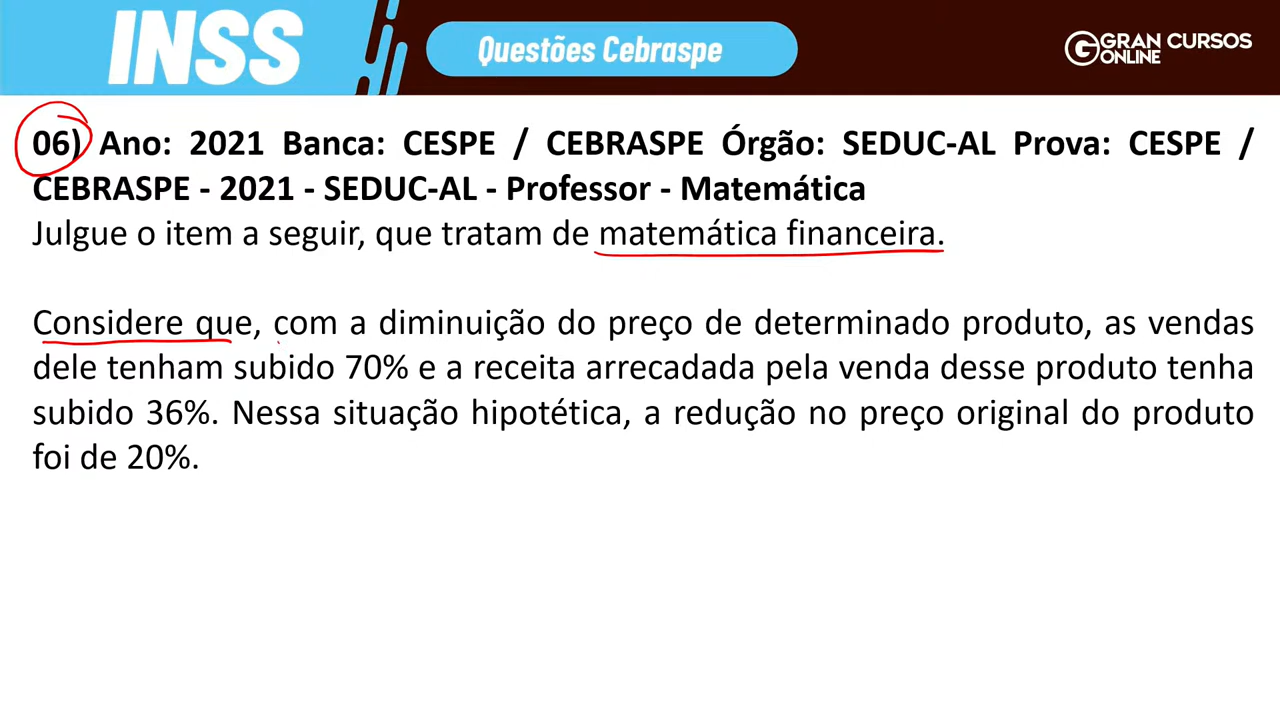 INSS
Questões Cebraspe
GRAN CURSOS
ONLINE
06) Ano: 2021 Banca: CESPE / CEBRASPE Órgão: SEDUC-AL Prova: CESPE /
CEBRASPE - 2021 - SEDUC-AL - Professor - Matemática
Julgue o item a seguir, que tratam de matemática financeira.
Considere que, com a diminuição do preço de determinado produto, as vendas
dele tenham subido 70% e a receita arrecadada pela venda desse produto tenha
subido 36%. Nessa situação hipotética, a redução no preço original do produto
foi de 20%.